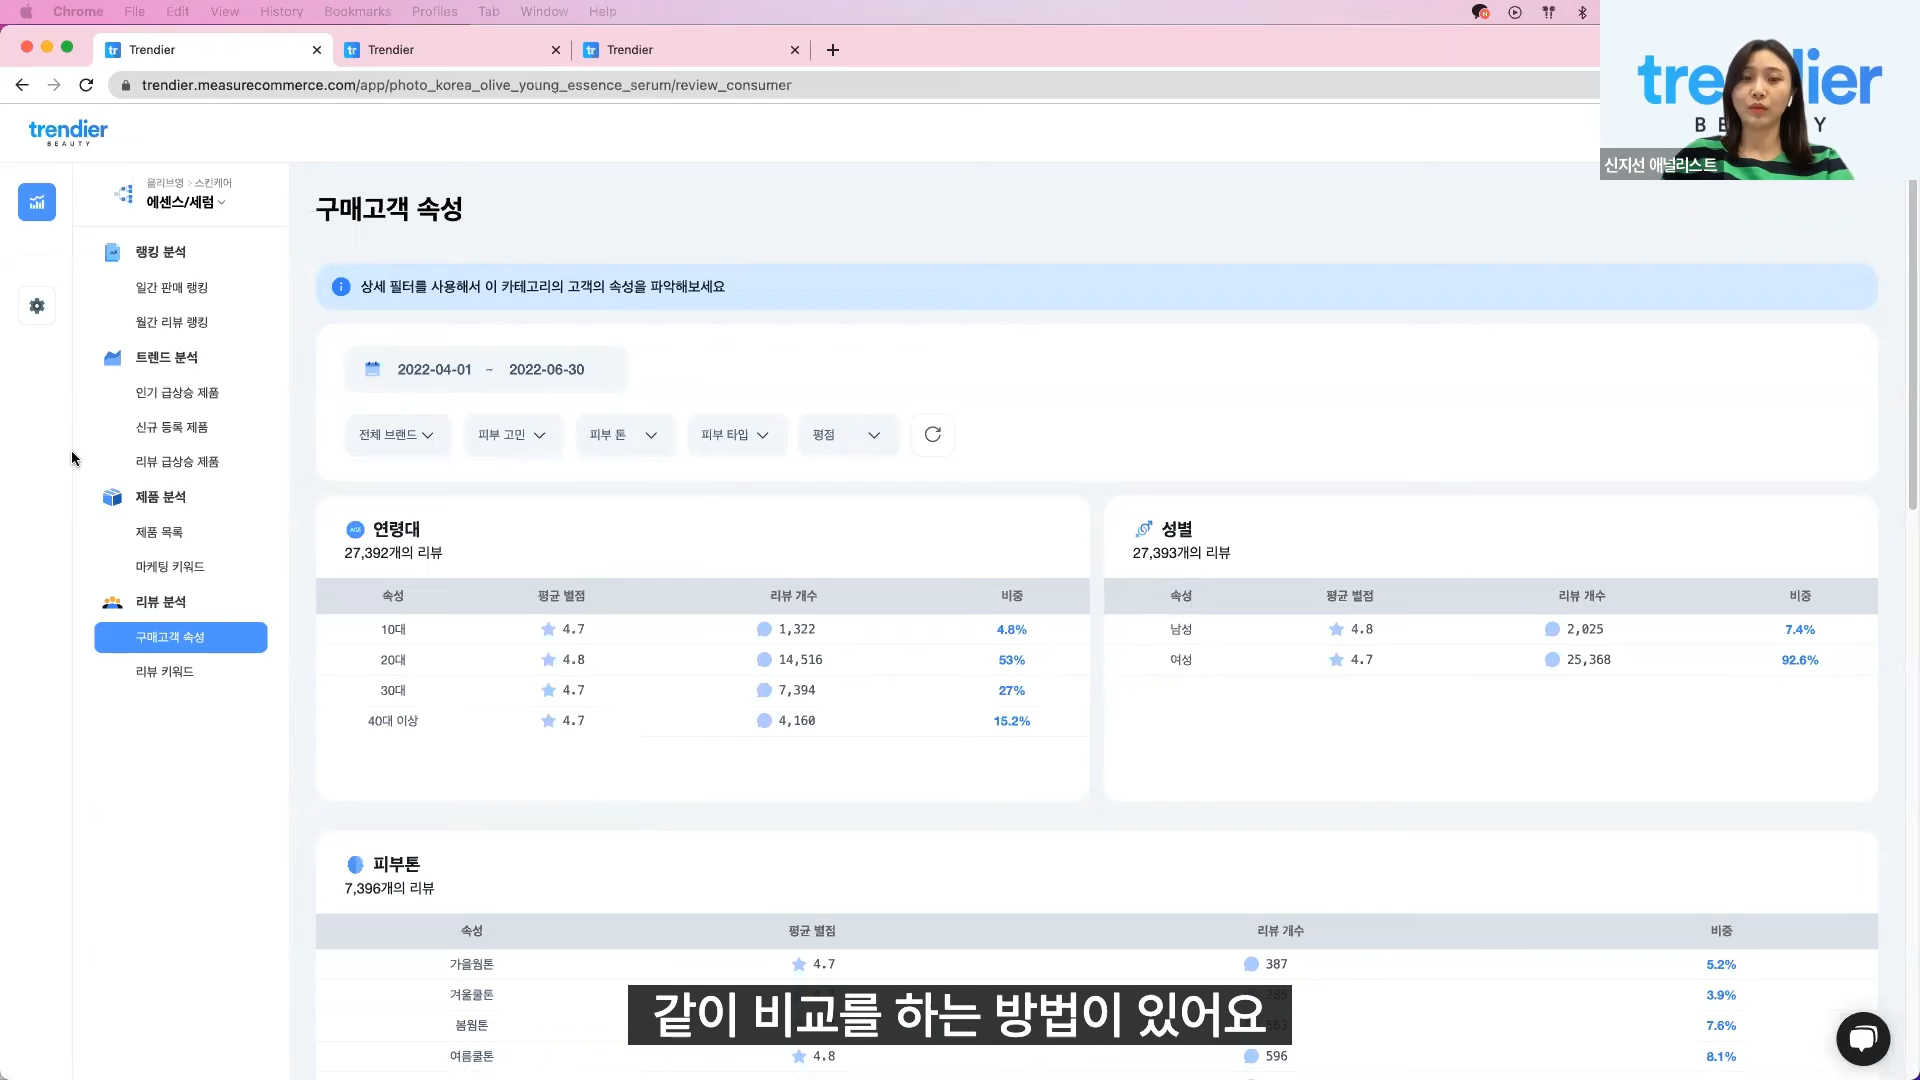 Chrome File Edit View History Bookmarks Profiles Tab Window Help
Trendier
Trendier
Trendier
trendier.measurecommerce.com/app/photo_korea_olive_young_essence_serum/review_consumer
trendier
BEAUTY
신지선 애널리스트
올리브영 > 스킨케어
에센스/세럼
랭킹 분석
일간 판매 랭킹
월간 리뷰 랭킹
트렌드 분석
인기 급상승 제품
신규 등록 제품
리뷰 급상승 제품
제품 분석
제품 목록
마케팅 키워드
리뷰 분석
구매고객 속성
리뷰 키워드
구매고객 속성
상세 필터를 사용해서 이 카테고리의 고객의 속성을 파악해보세요
2022-04-01 ~ 2022-06-30
전체 브랜드 피부 고민 피부 톤 피부 타입 평점
AGE 연령대
27,392개의 리뷰
속성 평균 별점 리뷰 개수 비중
10대 4.7 1,322 4.8%
20대 4.8 14,516 53%
30대 4.7 7,394 27%
40대 이상 4.7 4,160 15.2%
성별
27,393개의 리뷰
속성 평균 별점 리뷰 개수 비중
남성 4.8 2,025 7.4%
여성 4.7 25,368 92.6%
피부톤
7,396개의 리뷰
속성 평균 별점 리뷰 개수 비중
가을웜톤 4.7 387 5.2%
겨울쿨톤 3.9%
봄웜톤 7.6%
여름쿨톤 4.8 596 8.1%
같이 비교를 하는 방법이 있어요